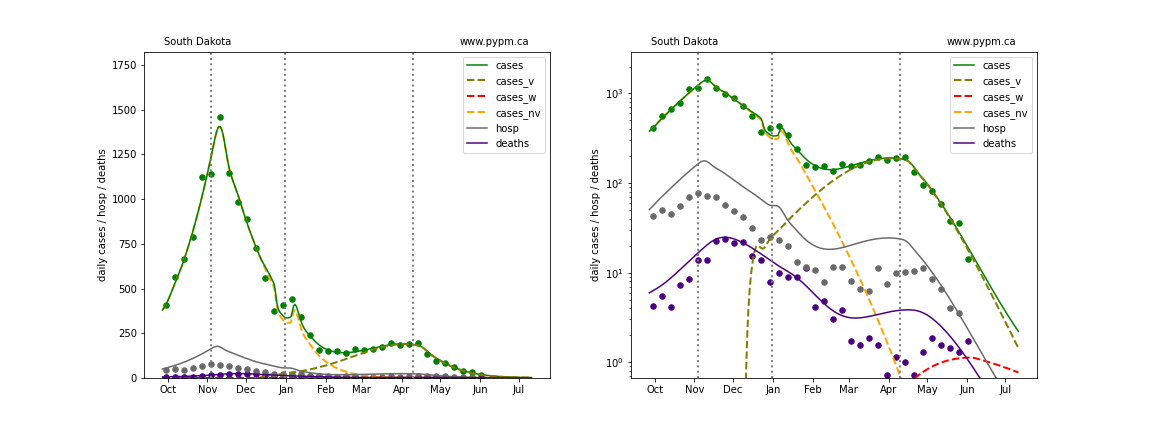 South Dakota www.pypm.ca
daily cases / hosp / deaths
1750
1500
1250
1000
750
500
250
0
Oct Nov Dec Jan Feb Mar Apr May Jun Jul
cases
cases_v
cases_w
cases_nv
hosp
deaths
South Dakota www.pypm.ca
daily cases / hosp / deaths
10³
10²
10¹
10⁰
Oct Nov Dec Jan Feb Mar Apr May Jun Jul
cases
cases_v
cases_w
cases_nv
hosp
deaths